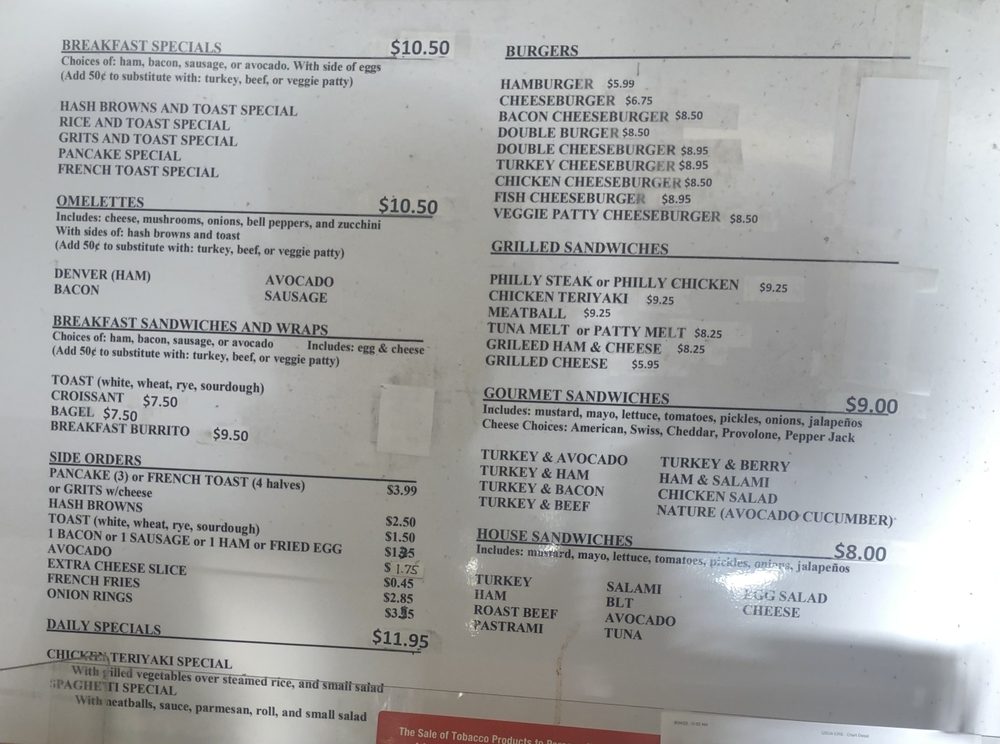 BREAKFAST SPECIALS $10.50
Choices of: ham, bacon, sausage, or avocado. With side of eggs
(Add 50¢ to substitute with: turkey, beef, or veggie patty)
HASH BROWNS AND TOAST SPECIAL
RICE AND TOAST SPECIAL
GRITS AND TOAST SPECIAL
PANCAKE SPECIAL
FRENCH TOAST SPECIAL
OMELETTES $10.50
Includes: cheese, mushrooms, onions, bell peppers, and zucchini
With sides of: hash browns and toast
(Add 50¢ to substitute with: turkey, beef, or veggie patty)
DENVER (HAM) AVOCADO
BACON SAUSAGE
BREAKFAST SANDWICHES AND WRAPS
Choices of: ham, bacon, sausage, or avocado Includes: egg & cheese
(Add 50¢ to substitute with: turkey, beef, or veggie patty)
TOAST (white, wheat, rye, sourdough)
CROISSANT $7.50
BAGEL $7.50
BREAKFAST BURRITO $9.50
SIDE ORDERS
PANCAKE (3) or FRENCH TOAST (4 halves) $3.99
or GRITS w/cheese
HASH BROWNS $2.50
TOAST (white, wheat, rye, sourdough) $1.50
1 BACON or 1 SAUSAGE or 1 HAM or FRIED EGG
AVOCADO $ 1.75
EXTRA CHEESE SLICE $0.45
FRENCH FRIES $2.85
ONION RINGS
DAILY SPECIALS $11.95
CHICKEN TERIYAKI SPECIAL
With grilled vegetables over steamed rice, and small salad
SPAGHETTI SPECIAL
With meatballs, sauce, parmesan, roll, and small salad
BURGERS
HAMBURGER $5.99
CHEESEBURGER $6.75
BACON CHEESEBURGER $8.50
DOUBLE BURGER $8.50
DOUBLE CHEESEBURGER $8.95
TURKEY CHEESEBURGER $8.95
CHICKEN CHEESEBURGER $8.50
FISH CHEESEBURGER $8.95
VEGGIE PATTY CHEESEBURGER $8.50
GRILLED SANDWICHES
PHILLY STEAK or PHILLY CHICKEN $9.25
CHICKEN TERIYAKI $9.25
MEATBALL $9.25
TUNA MELT or PATTY MELT $8.25
GRILEED HAM & CHEESE $8.25
GRILLED CHEESE $5.95
GOURMET SANDWICHES $9.00
Includes: mustard, mayo, lettuce, tomatoes, pickles, onions, jalapeños
Cheese Choices: American, Swiss, Cheddar, Provolone, Pepper Jack
TURKEY & AVOCADO TURKEY & BERRY
TURKEY & HAM HAM & SALAMI
TURKEY & BACON CHICKEN SALAD
TURKEY & BEEF NATURE (AVOCADO CUCUMBER)
HOUSE SANDWICHES $8.00
Includes: mustard, mayo, lettuce, tomatoes, pickles, onions, jalapeños
TURKEY SALAMI EGG SALAD
HAM BLT CHEESE
ROAST BEEF AVOCADO
PASTRAMI TUNA
The Sale of Tobacco Products to